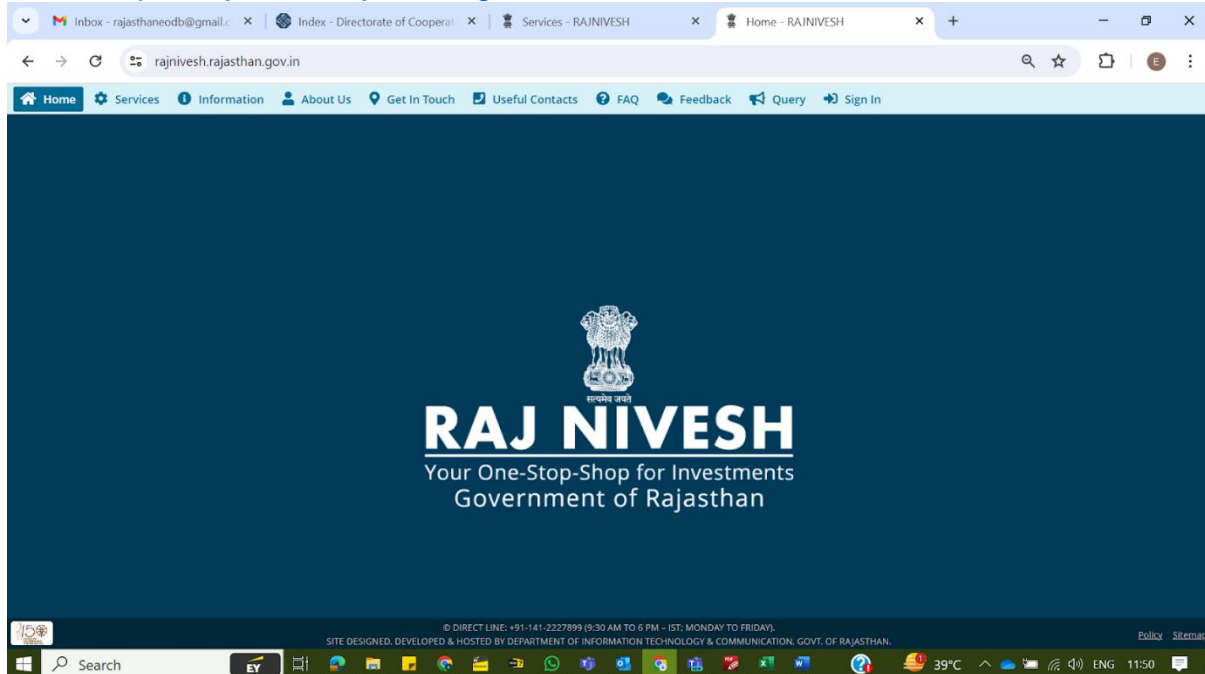 Inbox - rajasthaneodb@gmail.c
Index - Directorate of Cooperat
Services - RAJNIVESH
Home - RAJNIVESH
rajnivesh.rajasthan.gov.in
E
Home Services Information About Us Get In Touch Useful Contacts FAQ Feedback Query Sign In
सत्यमेव जयते
RAJ NIVESH
Your One-Stop-Shop for Investments
Government of Rajasthan
© DIRECT LINE: +91-141-2227899 (9:30 AM TO 6 PM – IST; MONDAY TO FRIDAY).
SITE DESIGNED. DEVELOPED & HOSTED BY DEPARTMENT OF INFORMATION TECHNOLOGY & COMMUNICATION. GOVT. OF RAJASTHAN.
Policy Sitemap
Search EY 39°C ENG 11:50